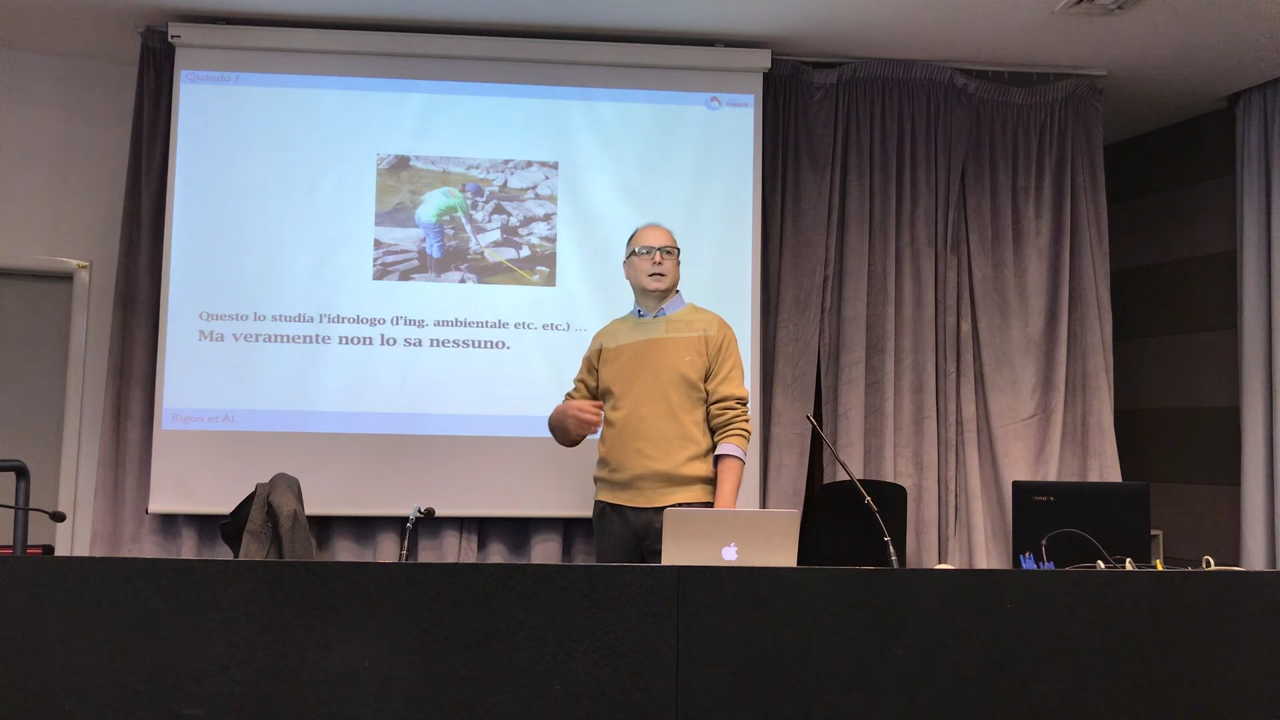 Quando ?
Questo lo studia l'idrologo (l'ing. ambientale etc. etc.) ...
Ma veramente non lo sa nessuno.
Rigon et Al.